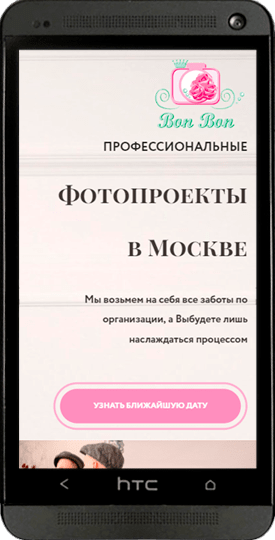 Bon Bon
ПРОФЕССИОНАЛЬНЫЕ
ФОТОПРОЕКТЫ
В МОСКВЕ
Мы возьмем на себя все заботы по
организации, а Выбудете лишь
наслаждаться процессом
УЗНАТЬ БЛИЖАЙШУЮ ДАТУ
hTC